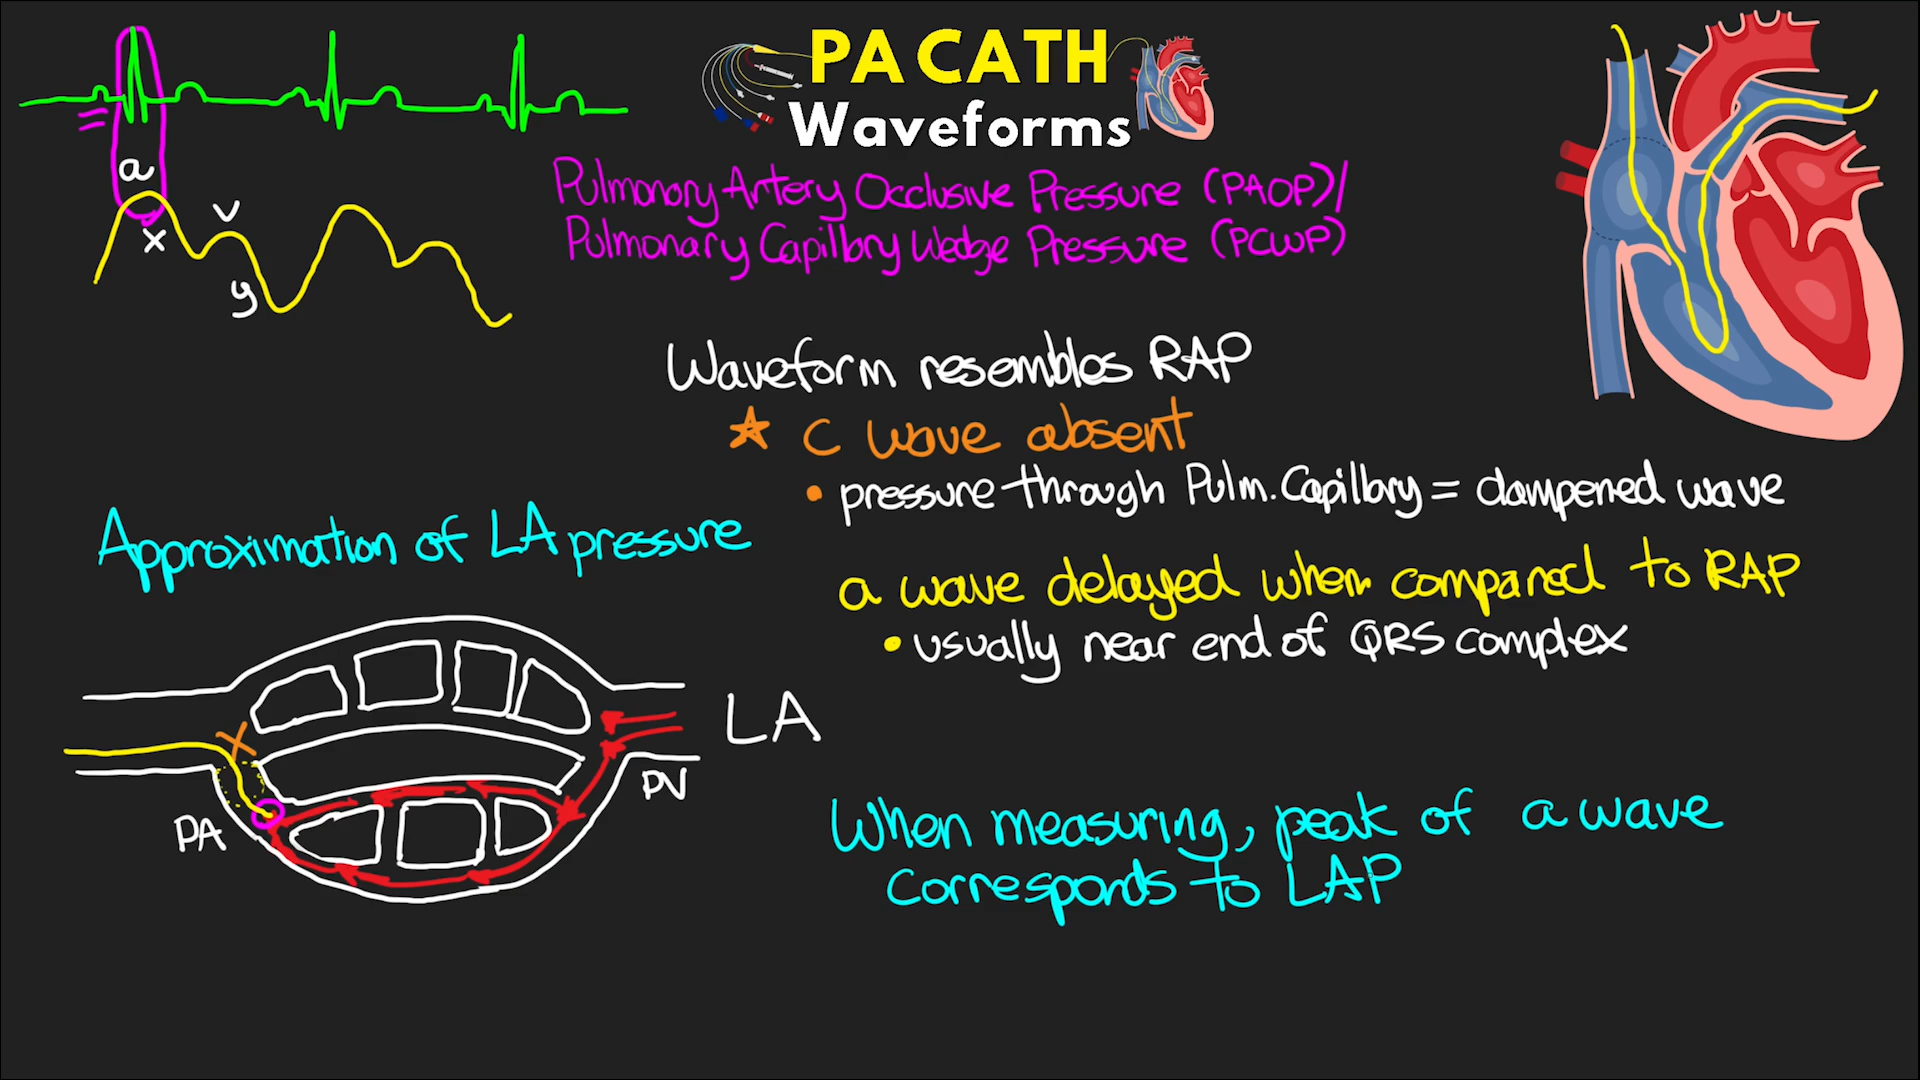 PA CATH
Waveforms
Pulmonary Artery Occlusive Pressure (PAOP)/
Pulmonary Capillary Wedge Pressure (PCWP)
a
v
x
y
Waveform resembles RAP
C wave absent
• pressure through Pulm. Capillary = dampened wave
Approximation of LA pressure
a wave delayed when compared to RAP
• usually near end of QRS complex
LA
PV
PA
When measuring, peak of a wave
corresponds to LAP